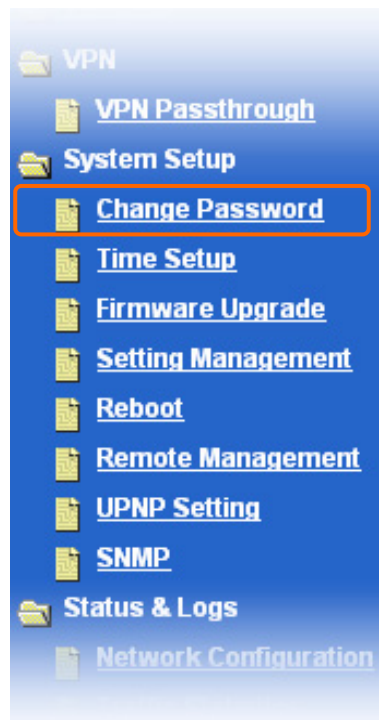 VPN
VPN Passthrough
System Setup
Change Password
Time Setup
Firmware Upgrade
Setting Management
Reboot
Remote Management
UPNP Setting
SNMP
Status & Logs
Network Configuration